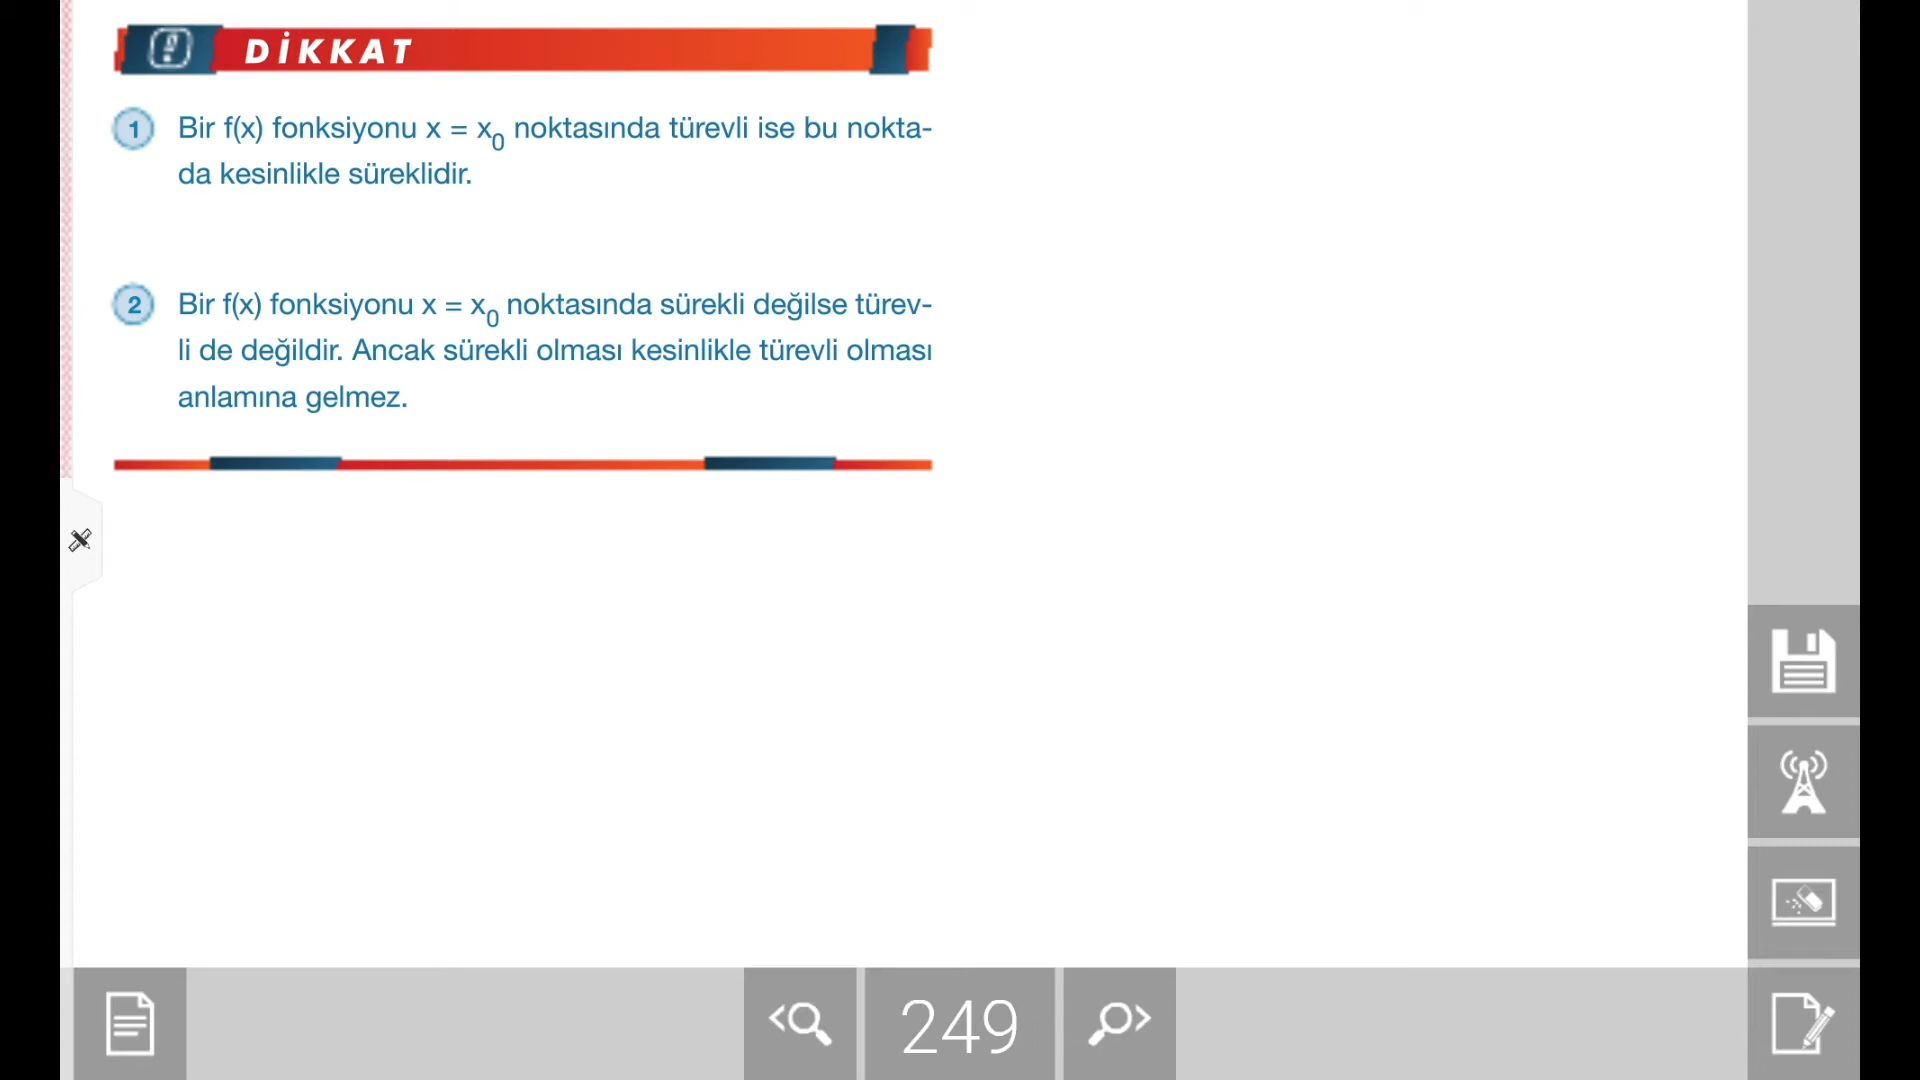 DİKKAT
1 Bir f(x) fonksiyonu x = x₀ noktasında türevli ise bu nokta-
da kesinlikle süreklidir.
2 Bir f(x) fonksiyonu x = x₀ noktasında sürekli değilse türev-
li de değildir. Ancak sürekli olması kesinlikle türevli olması
anlamına gelmez.
249